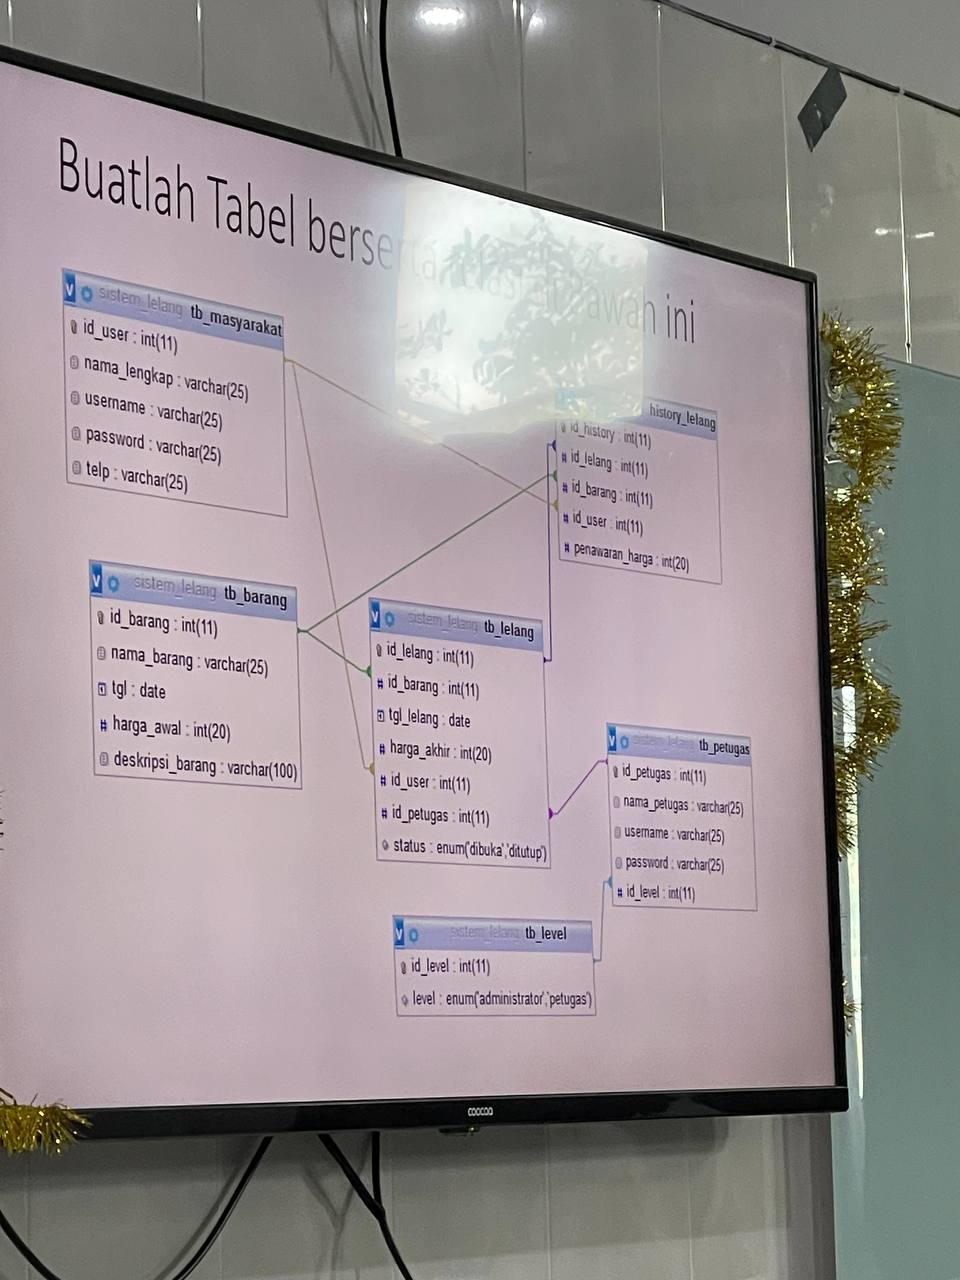 Buatlah Tabel berserta relasi di bawah ini
sistem_lelang tb_masyarakat
id_user : int(11)
nama_lengkap : varchar(25)
username : varchar(25)
password : varchar(25)
telp : varchar(25)
history_lelang
id_history : int(11)
id_lelang : int(11)
id_barang : int(11)
id_user : int(11)
penawaran_harga : int(20)
sistem_lelang tb_barang
id_barang : int(11)
nama_barang : varchar(25)
tgl : date
harga_awal : int(20)
deskripsi_barang : varchar(100)
sistem_lelang tb_lelang
id_lelang : int(11)
id_barang : int(11)
tgl_lelang : date
harga_akhir : int(20)
id_user : int(11)
id_petugas : int(11)
status : enum('dibuka','ditutup')
sistem_lelang tb_petugas
id_petugas : int(11)
nama_petugas : varchar(25)
username : varchar(25)
password : varchar(25)
id_level : int(11)
sistem_lelang tb_level
id_level : int(11)
level : enum('administrator','petugas')
coocaa